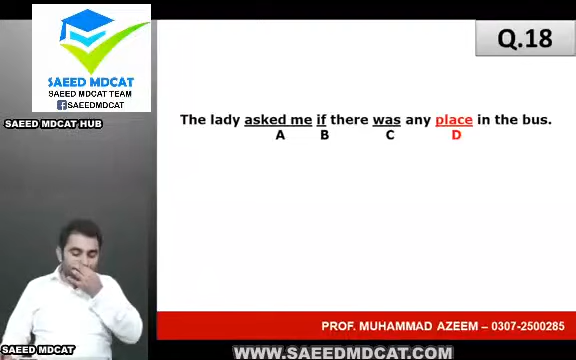 Q.18
SAEED MDCAT
SAEED MDCAT TEAM
f/SAEEDMDCAT
SAEED MDCAT HUB
The lady asked me if there was any place in the bus.
A B C D
PROF. MUHAMMAD AZEEM – 0307-2500285
SAEED MDCAT
WWW.SAEEDMDCAT.COM